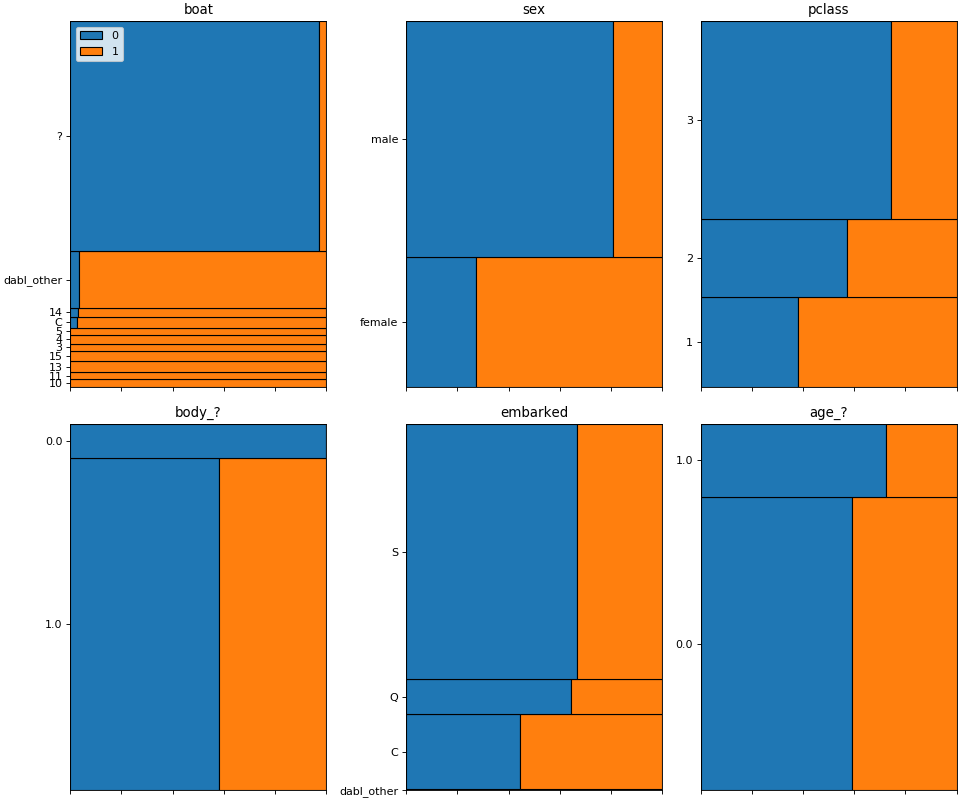 boat
0
1
?
dabl_other
14
C
5
4
3
15
13
11
10
sex
male
female
pclass
3
2
1
body_?
0.0
1.0
embarked
S
Q
C
dabl_other
age_?
1.0
0.0